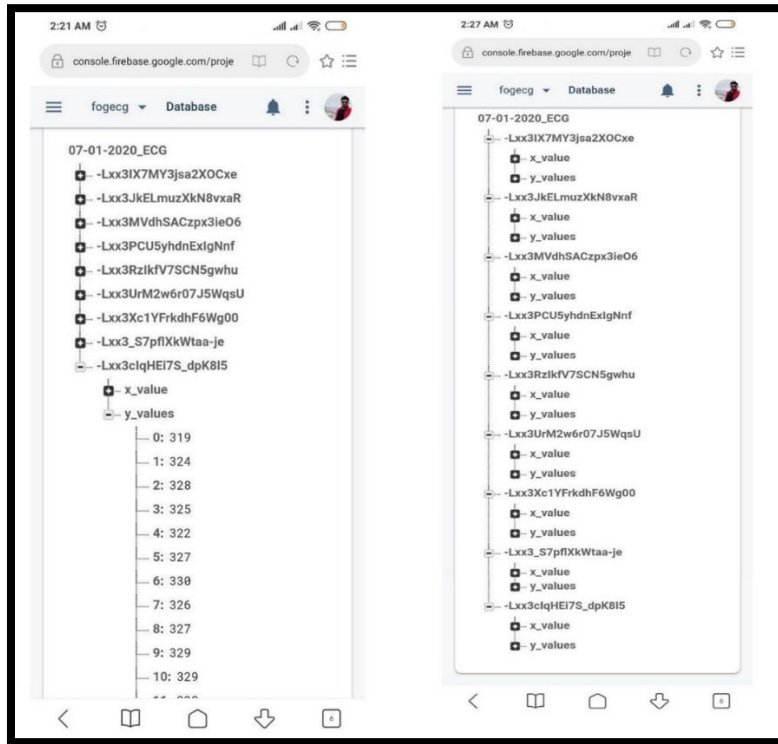 2:21 AM
console.firebase.google.com/proje
fogecg Database
07-01-2020_ECG
-Lxx3IX7MY3jsa2XOCxe
-Lxx3JkELmuzXkN8vxaR
-Lxx3MVdhSACzpx3ieO6
-Lxx3PCU5yhdnExIgNnf
-Lxx3RzIkfV7SCN5gwhu
-Lxx3UrM2w6r07J5WqsU
-Lxx3Xc1YFrkdhF6Wg00
-Lxx3_S7pflXkWtaa-je
-Lxx3clqHEi7S_dpK8I5
x_value
y_values
0: 319
1: 324
2: 328
3: 325
4: 322
5: 327
6: 330
7: 326
8: 327
9: 329
10: 329
6
2:27 AM
console.firebase.google.com/proje
fogecg Database
07-01-2020_ECG
-Lxx3IX7MY3jsa2XOCxe
x_value
y_values
-Lxx3JkELmuzXkN8vxaR
x_value
y_values
-Lxx3MVdhSACzpx3ieO6
x_value
y_values
-Lxx3PCU5yhdnExIgNnf
x_value
y_values
-Lxx3RzIkfV7SCN5gwhu
x_value
y_values
-Lxx3UrM2w6r07J5WqsU
x_value
y_values
-Lxx3Xc1YFrkdhF6Wg00
x_value
y_values
-Lxx3_S7pflXkWtaa-je
x_value
y_values
-Lxx3clqHEi7S_dpK8I5
x_value
y_values
6